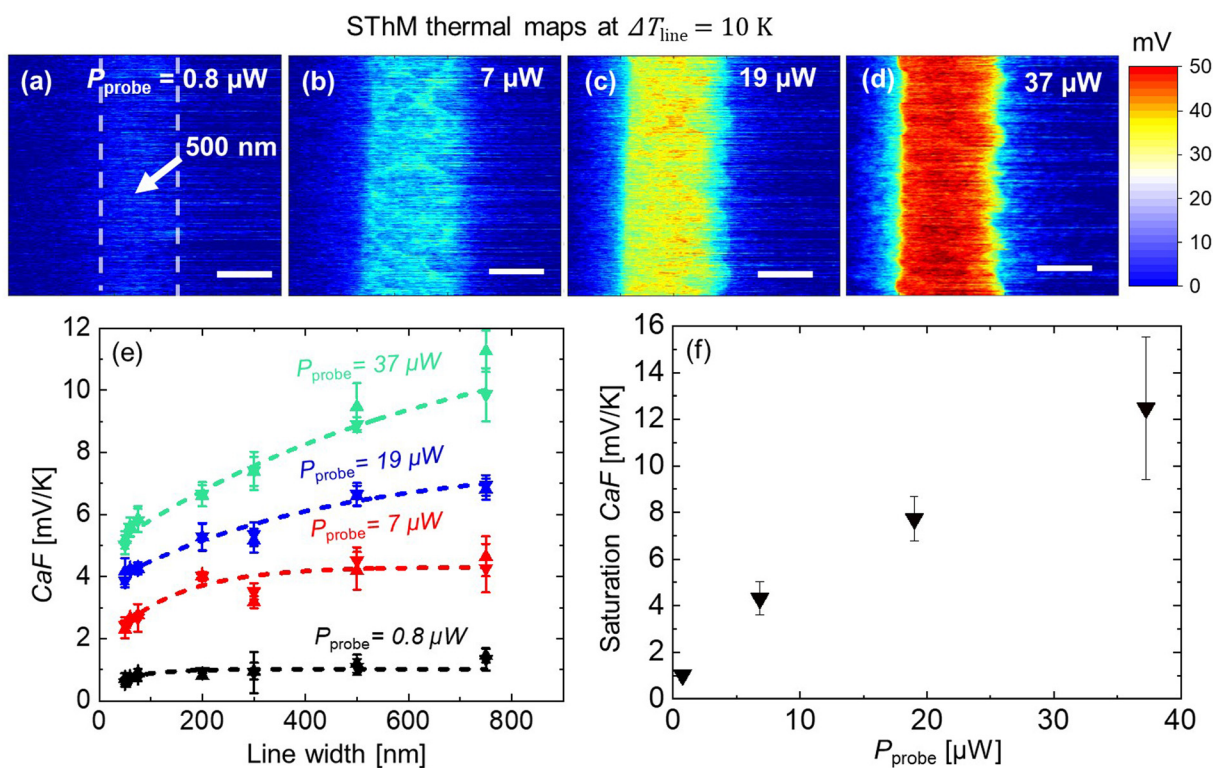 SThM thermal maps at ΔT_line = 10 K
mV
(a) P_probe = 0.8 µW
500 nm
(b) 7 µW
(c) 19 µW
(d) 37 µW
50
40
30
20
10
0
(e)
12
10
8
6
4
2
0
CaF [mV/K]
P_probe = 37 µW
P_probe = 19 µW
P_probe = 7 µW
P_probe = 0.8 µW
0 200 400 600 800
Line width [nm]
(f)
16
14
12
10
8
6
4
2
0
Saturation CaF [mV/K]
0 10 20 30 40
P_probe [µW]